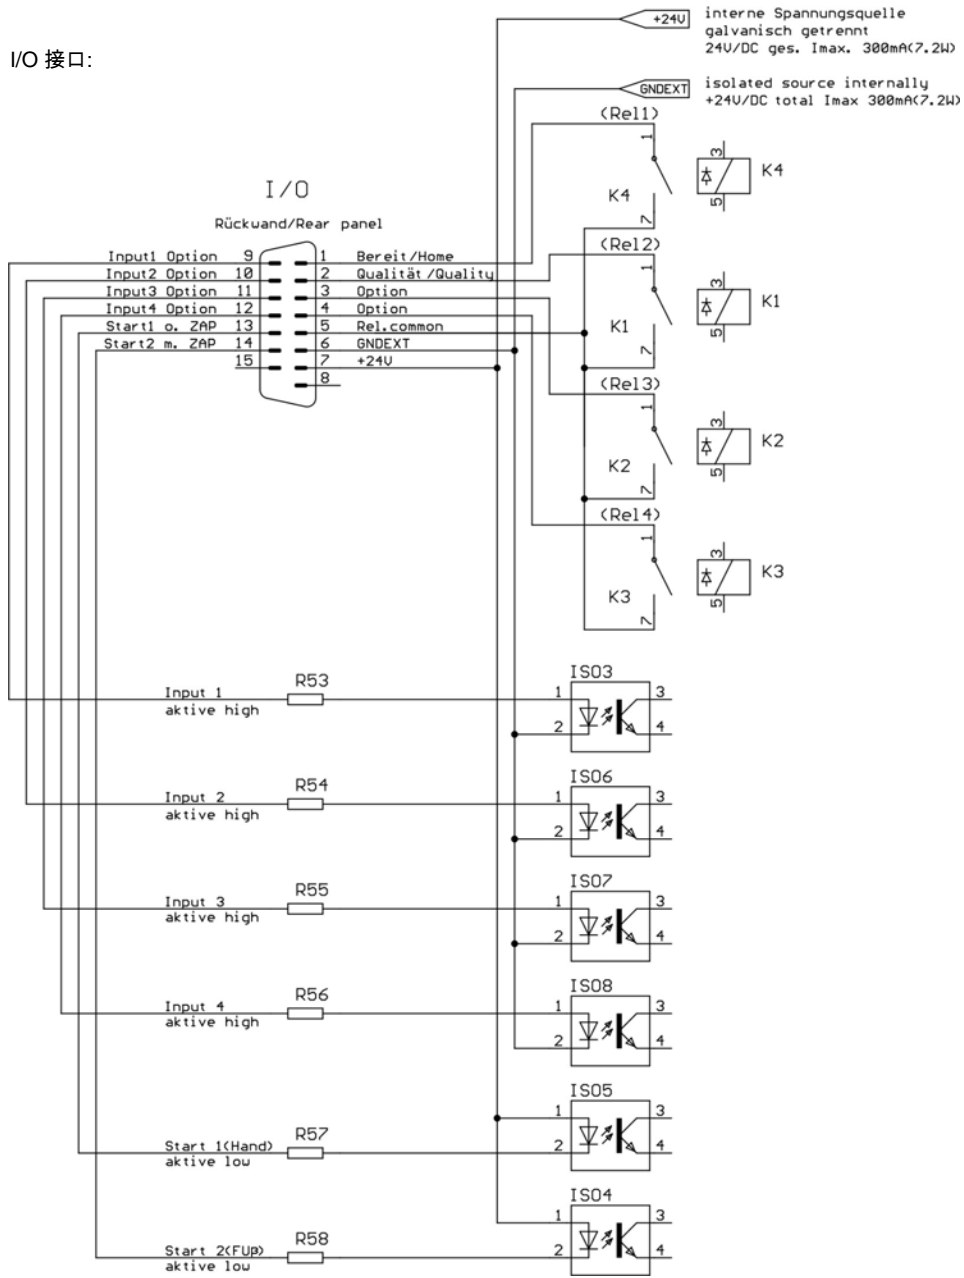 I/O 接口:
+24V
interne Spannungsquelle
galvanisch getrennt
24V/DC ges. Imax. 300mA(7.2W)
GNDEXT
isolated source internally
+24V/DC total Imax 300mA(7.2W)
I/O
Rückwand/Rear panel
Input1 Option 9
Input2 Option 10
Input3 Option 11
Input4 Option 12
Start1 o. ZAP 13
Start2 m. ZAP 14
15
1 Bereit/Home
2 Qualität/Quality
3 Option
4 Option
5 Rel.common
6 GNDEXT
7 +24V
8
(Rel1)
1
K4
7
3
5
K4
(Rel2)
1
K1
7
3
5
K1
(Rel3)
1
K2
7
3
5
K2
(Rel4)
1
K3
7
3
5
K3
Input 1
aktive high
R53
ISO3
1
2
3
4
Input 2
aktive high
R54
ISO6
1
2
3
4
Input 3
aktive high
R55
ISO7
1
2
3
4
Input 4
aktive high
R56
ISO8
1
2
3
4
Start 1(Hand)
aktive low
R57
ISO5
1
2
3
4
Start 2(FUß)
aktive low
R58
ISO4
1
2
3
4